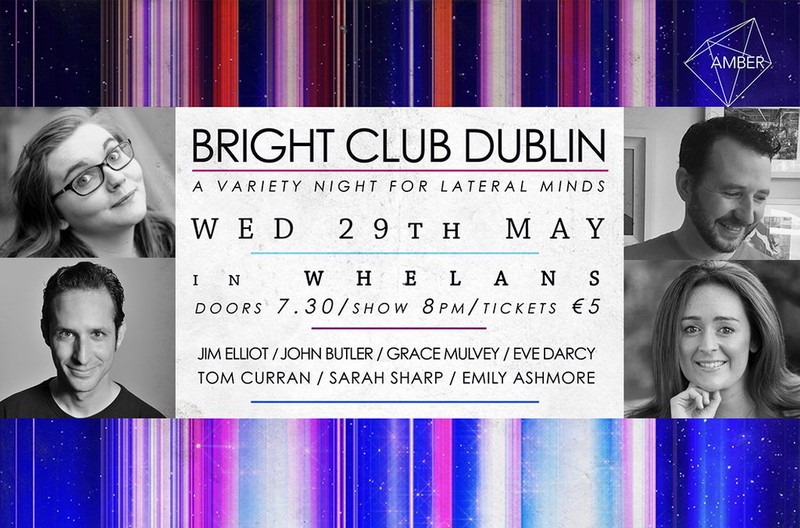 AMBER
BRIGHT CLUB DUBLIN
A VARIETY NIGHT FOR LATERAL MINDS
WED 29TH MAY
IN WHELANS
DOORS 7.30/SHOW 8PM/TICKETS €5
JIM ELLIOT / JOHN BUTLER / GRACE MULVEY / EVE DARCY
TOM CURRAN / SARAH SHARP / EMILY ASHMORE